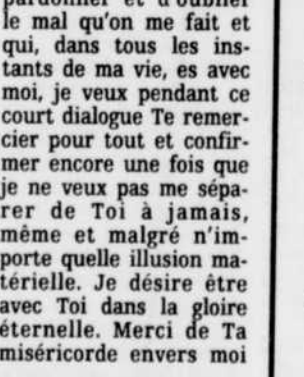 pardonner et d'oublier
le mal qu'on me fait et
qui, dans tous les ins-
tants de ma vie, es avec
moi, je veux pendant ce
court dialogue Te remer-
cier pour tout et confir-
mer encore une fois que
je ne veux pas me sépa-
rer de Toi à jamais,
même et malgré n'im-
porte quelle illusion ma-
térielle. Je désire être
avec Toi dans la gloire
éternelle. Merci de Ta
miséricorde envers moi